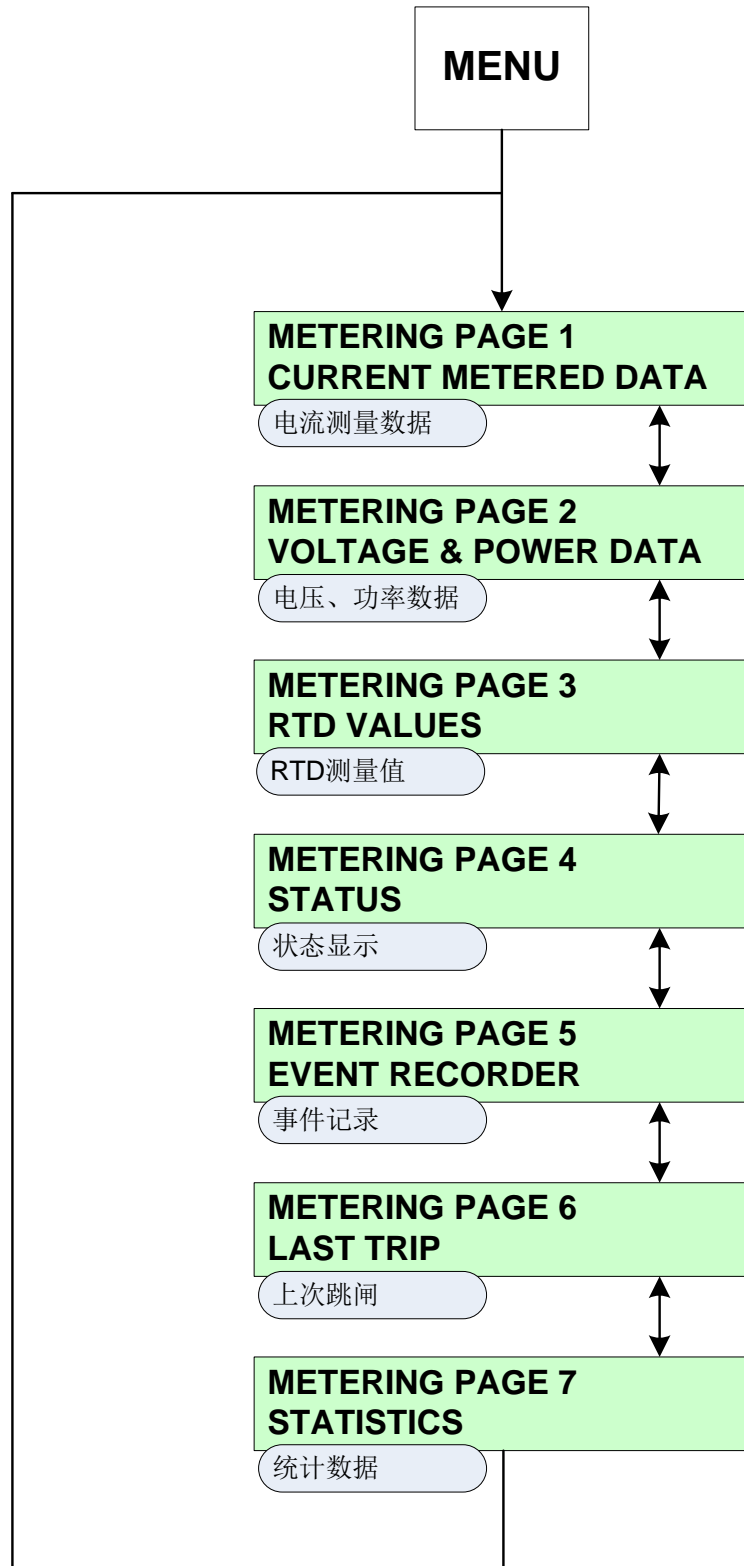 MENU
METERING PAGE 1
CURRENT METERED DATA
电流测量数据
METERING PAGE 2
VOLTAGE & POWER DATA
电压、功率数据
METERING PAGE 3
RTD VALUES
RTD测量值
METERING PAGE 4
STATUS
状态显示
METERING PAGE 5
EVENT RECORDER
事件记录
METERING PAGE 6
LAST TRIP
上次跳闸
METERING PAGE 7
STATISTICS
统计数据